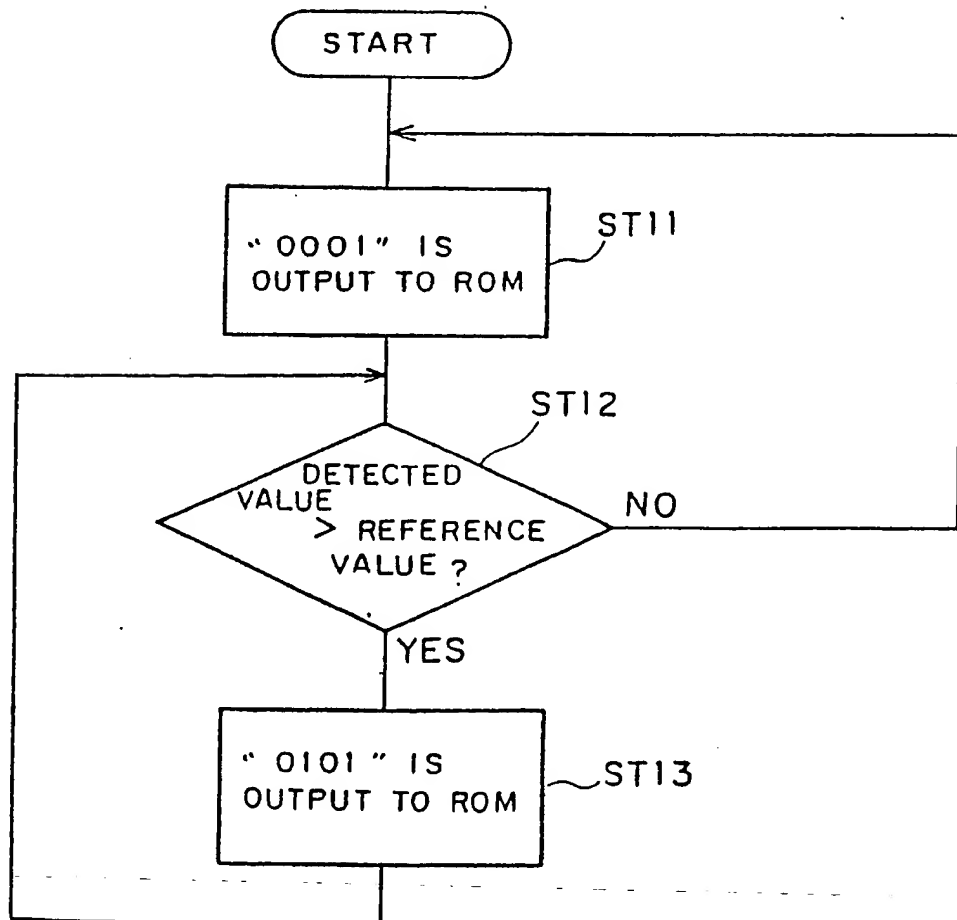 START
“0001” IS
OUTPUT TO ROM
ST11
ST12
DETECTED
VALUE
> REFERENCE
VALUE ?
NO
YES
“0101” IS
OUTPUT TO ROM
ST13